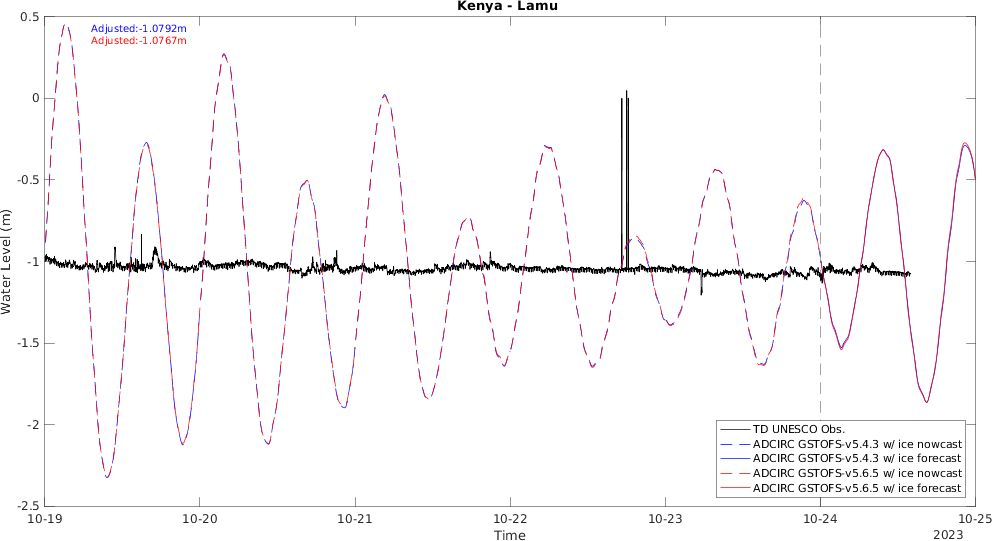 Kenya - Lamu
Adjusted:-1.0792m
Adjusted:-1.0767m
0.5
0
-0.5
-1
-1.5
-2
-2.5
Water Level (m)
10-19
10-20
10-21
10-22
10-23
10-24
10-25
Time
2023
TD UNESCO Obs.
ADCIRC GSTOFS-v5.4.3 w/ ice nowcast
ADCIRC GSTOFS-v5.4.3 w/ ice forecast
ADCIRC GSTOFS-v5.6.5 w/ ice nowcast
ADCIRC GSTOFS-v5.6.5 w/ ice forecast